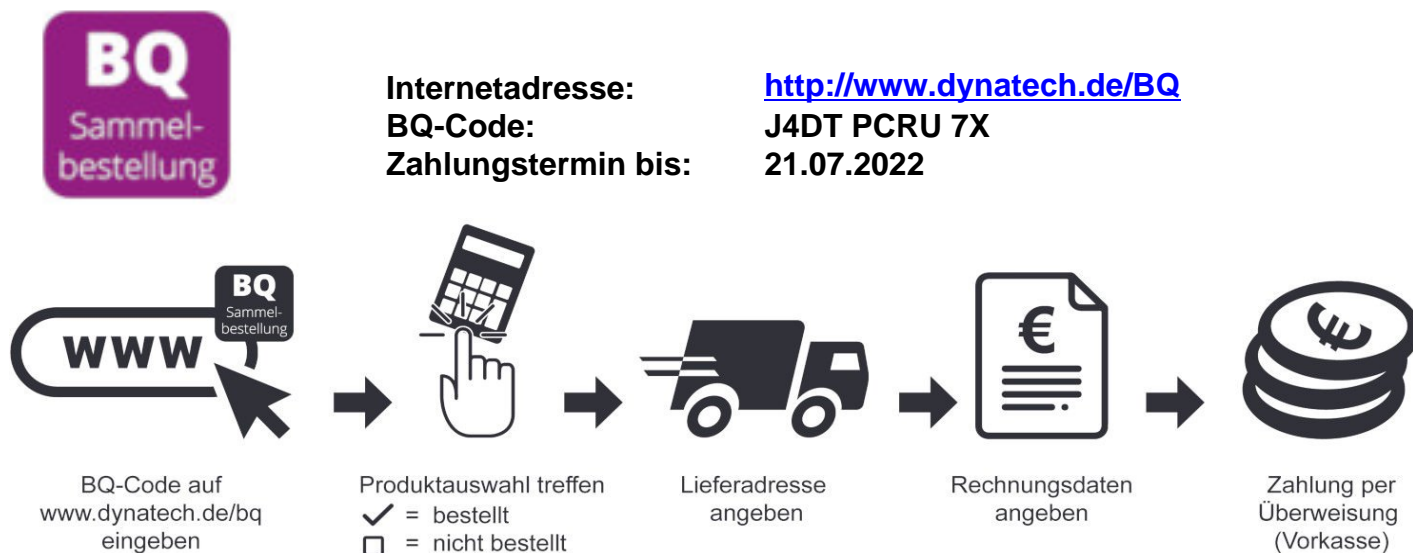 BQ
Sammel-
bestellung
Internetadresse: http://www.dynatech.de/BQ
BQ-Code: J4DT PCRU 7X
Zahlungstermin bis: 21.07.2022
BQ
Sammel-
bestellung
WWW
€
€
BQ-Code auf
www.dynatech.de/bq
eingeben
Produktauswahl treffen
✓ = bestellt
☐ = nicht bestellt
Lieferadresse
angeben
Rechnungsdaten
angeben
Zahlung per
Überweisung
(Vorkasse)